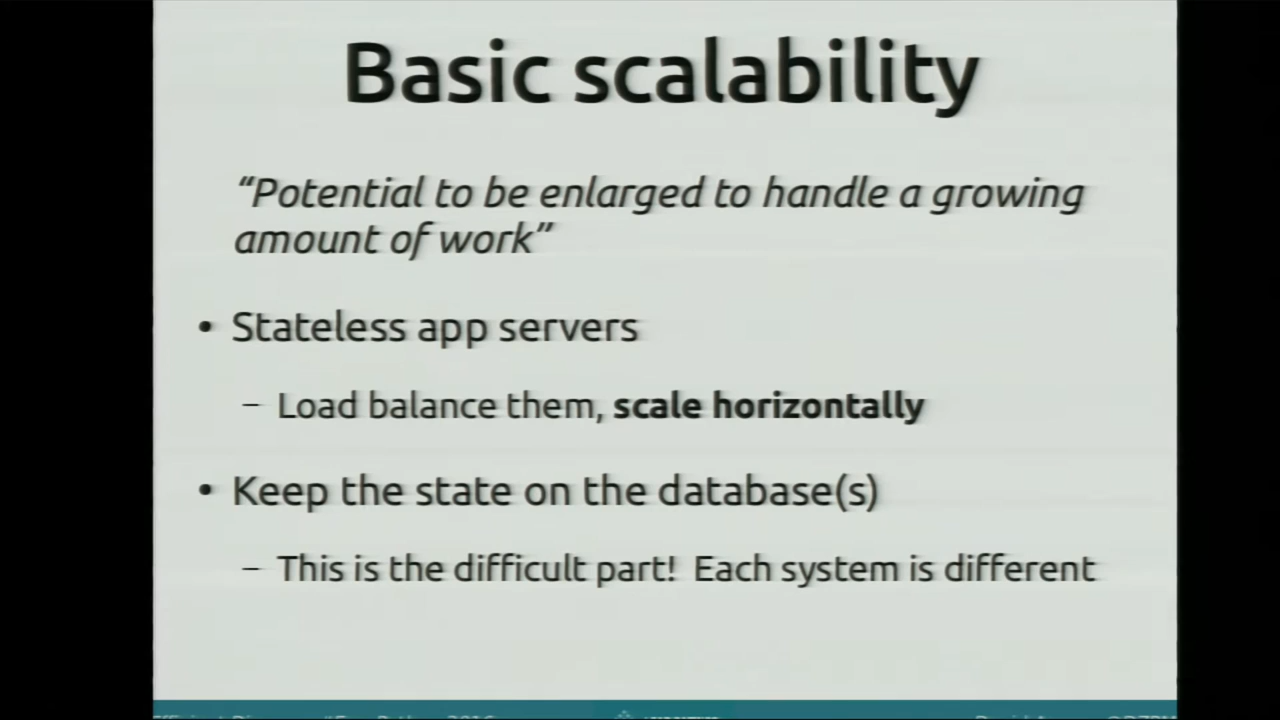 Basic scalability
“Potential to be enlarged to handle a growing
amount of work”
• Stateless app servers
– Load balance them, scale horizontally
• Keep the state on the database(s)
– This is the difficult part! Each system is different